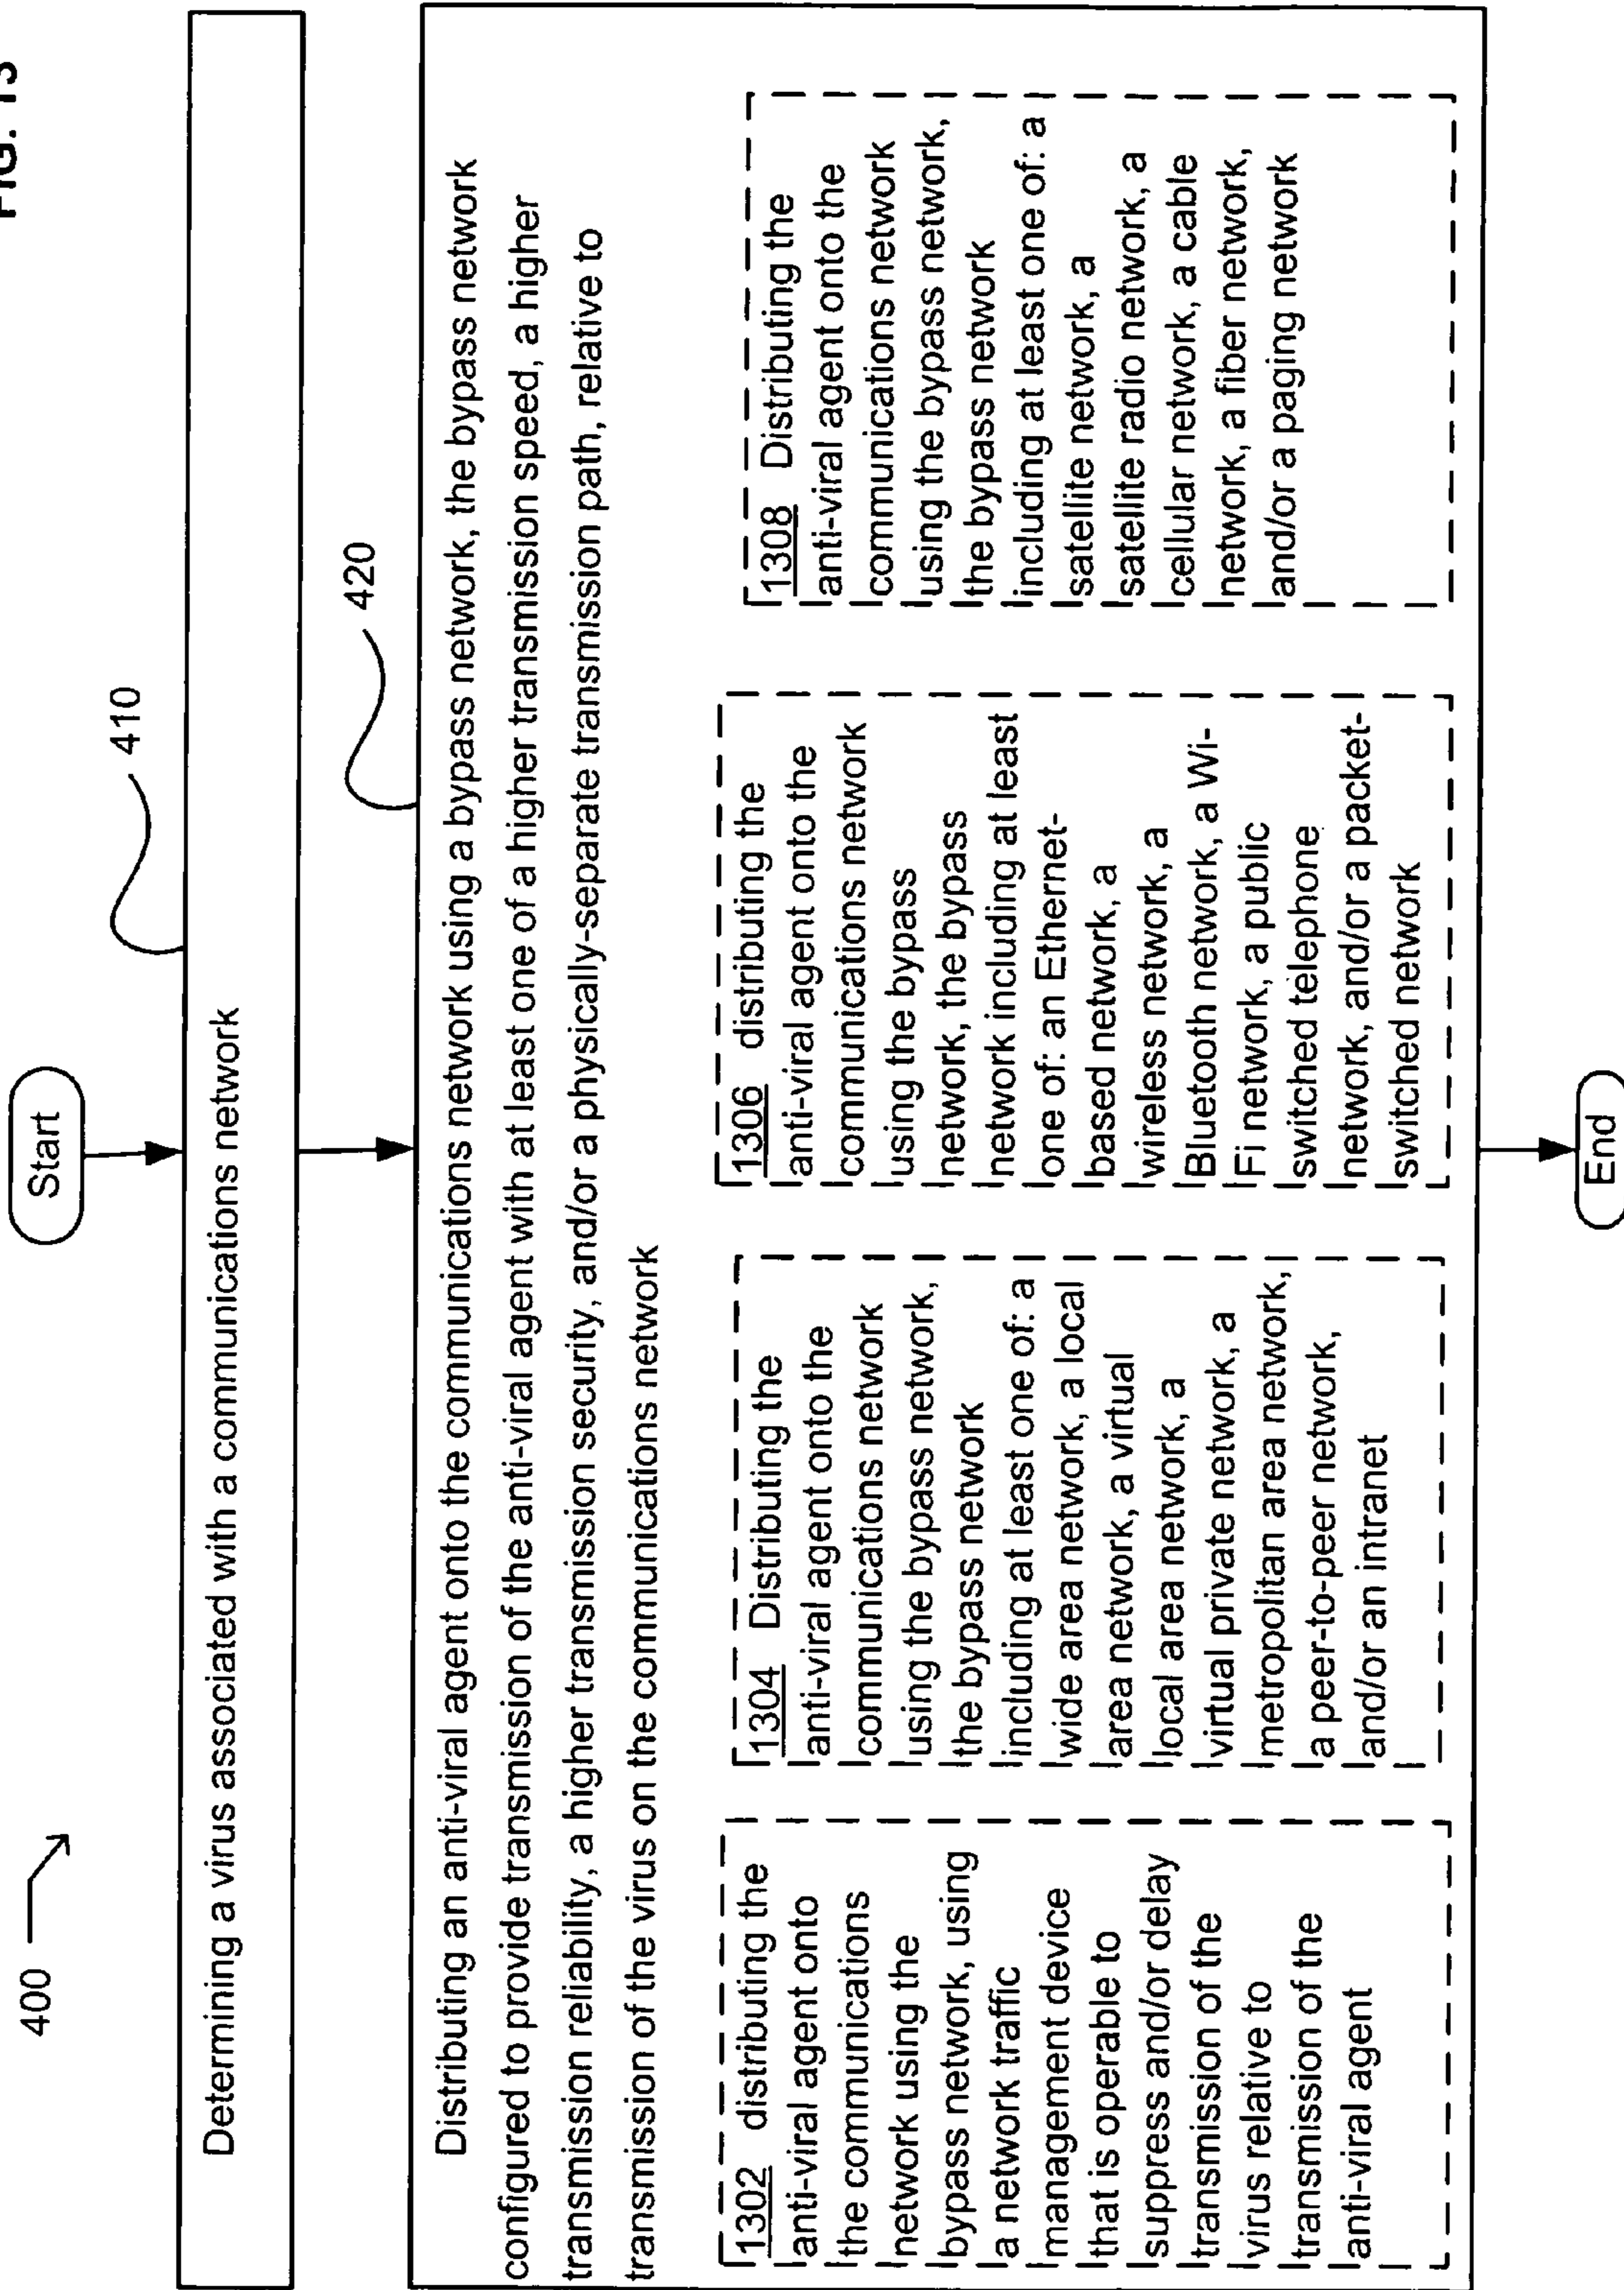 FIG. 13
400
Start
410
Determining a virus associated with a communications network
420
Distributing an anti-viral agent onto the communications network using a bypass network, the bypass network
configured to provide transmission of the anti-viral agent with at least one of a higher transmission speed, a higher
transmission reliability, a higher transmission security, and/or a physically-separate transmission path, relative to
transmission of the virus on the communications network
1302 distributing the
anti-viral agent onto
the communications
network using the
bypass network, using
a network traffic
management device
that is operable to
suppress and/or delay
transmission of the
virus relative to
transmission of the
anti-viral agent
1304 Distributing the
anti-viral agent onto the
communications network
using the bypass network,
the bypass network
including at least one of: a
wide area network, a local
area network, a virtual
local area network, a
virtual private network, a
metropolitan area network,
a peer-to-peer network,
and/or an intranet
1306 distributing the
anti-viral agent onto the
communications network
using the bypass
network, the bypass
network including at least
one of: an Ethernet-
based network, a
wireless network, a
Bluetooth network, a Wi-
Fi network, a public
switched telephone
network, and/or a packet-
switched network
1308 Distributing the
anti-viral agent onto the
communications network
using the bypass network,
the bypass network
including at least one of: a
satellite network, a
satellite radio network, a
cellular network, a cable
network, a fiber network,
and/or a paging network
End